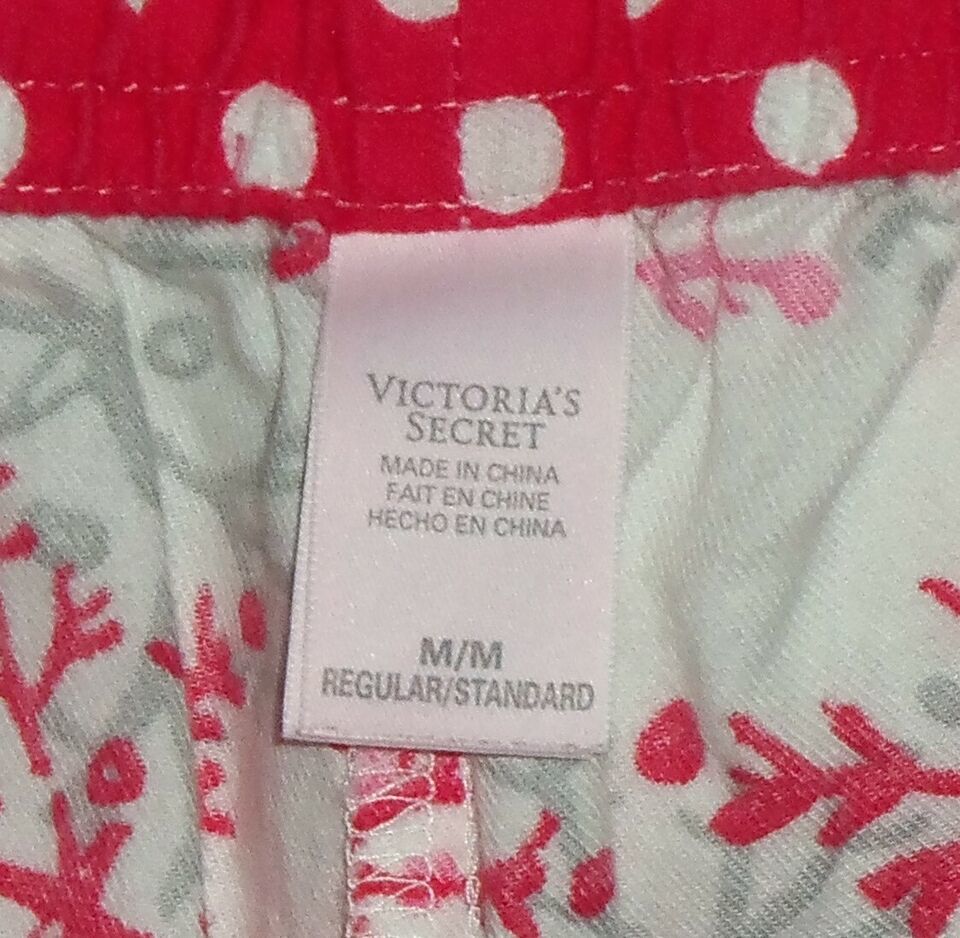 VICTORIA'S
SECRET
MADE IN CHINA
FAIT EN CHINE
HECHO EN CHINA
M/M
REGULAR/STANDARD